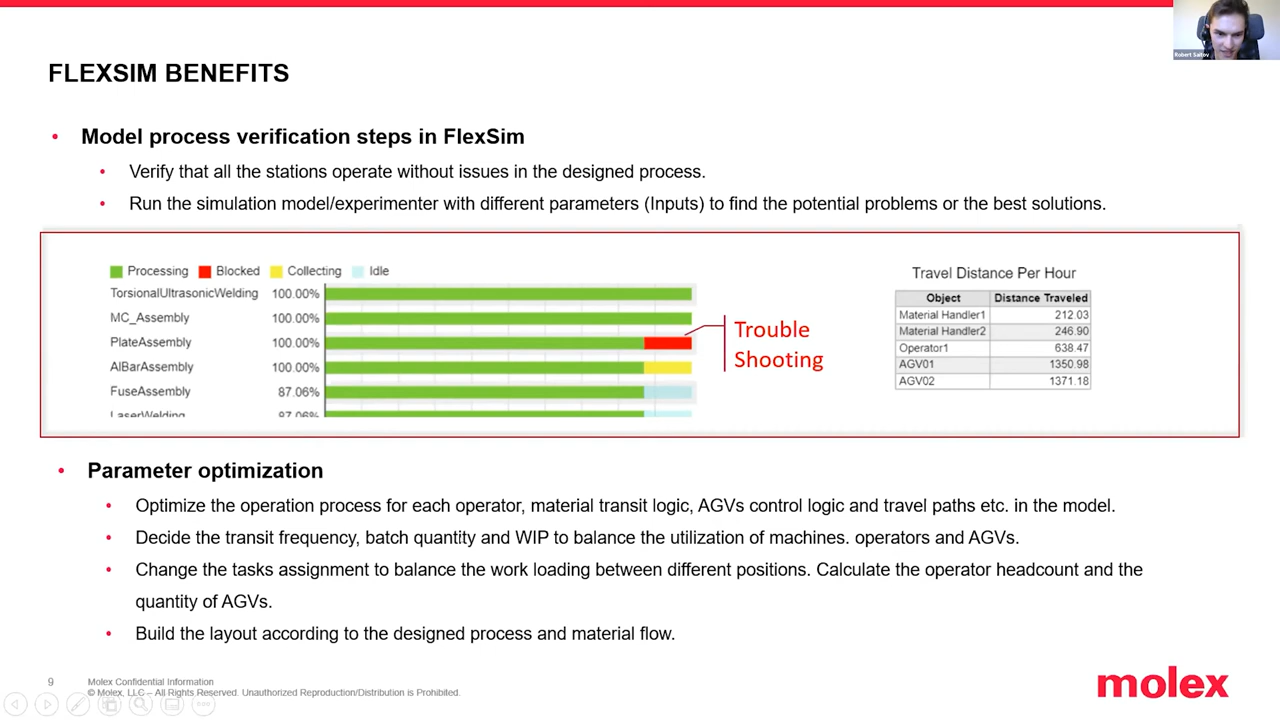 Robert Saitov
FLEXSIM BENEFITS
• Model process verification steps in FlexSim
• Verify that all the stations operate without issues in the designed process.
• Run the simulation model/experimenter with different parameters (Inputs) to find the potential problems or the best solutions.
Processing Blocked Collecting Idle
TorsionalUltrasonicWelding 100.00%
MC_Assembly 100.00%
PlateAssembly 100.00%
AlBarAssembly 100.00%
FuseAssembly 87.06%
LaserWelding 87.06%
Trouble
Shooting
Travel Distance Per Hour
Object Distance Traveled
Material Handler1 212.03
Material Handler2 246.90
Operator1 638.47
AGV01 1350.98
AGV02 1371.18
• Parameter optimization
• Optimize the operation process for each operator, material transit logic, AGVs control logic and travel paths etc. in the model.
• Decide the transit frequency, batch quantity and WIP to balance the utilization of machines. operators and AGVs.
• Change the tasks assignment to balance the work loading between different positions. Calculate the operator headcount and the
quantity of AGVs.
• Build the layout according to the designed process and material flow.
9 Molex Confidential Information
© Molex, LLC – All Rights Reserved. Unauthorized Reproduction/Distribution is Prohibited.
molex